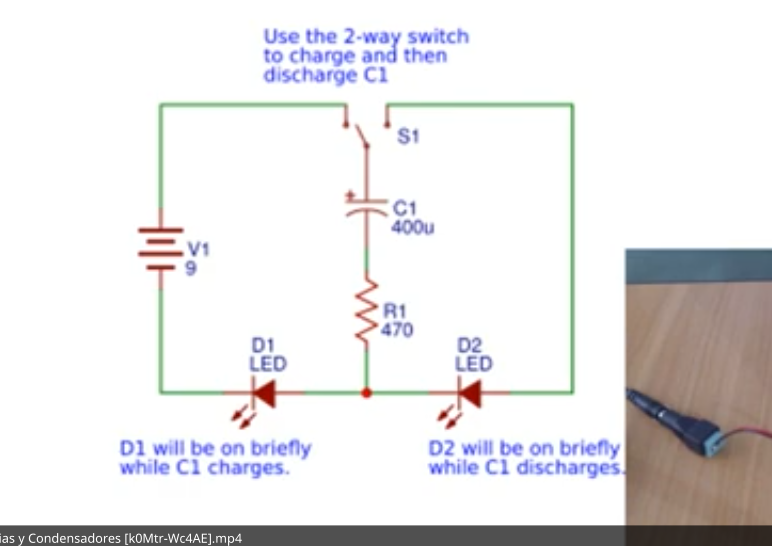 Use the 2-way switch
to charge and then
discharge C1
S1
+
C1
400u
V1
9
R1
470
D1
LED
D2
LED
D1 will be on briefly
while C1 charges.
D2 will be on briefly
while C1 discharges.
ias y Condensadores [k0Mtr-Wc4AE].mp4